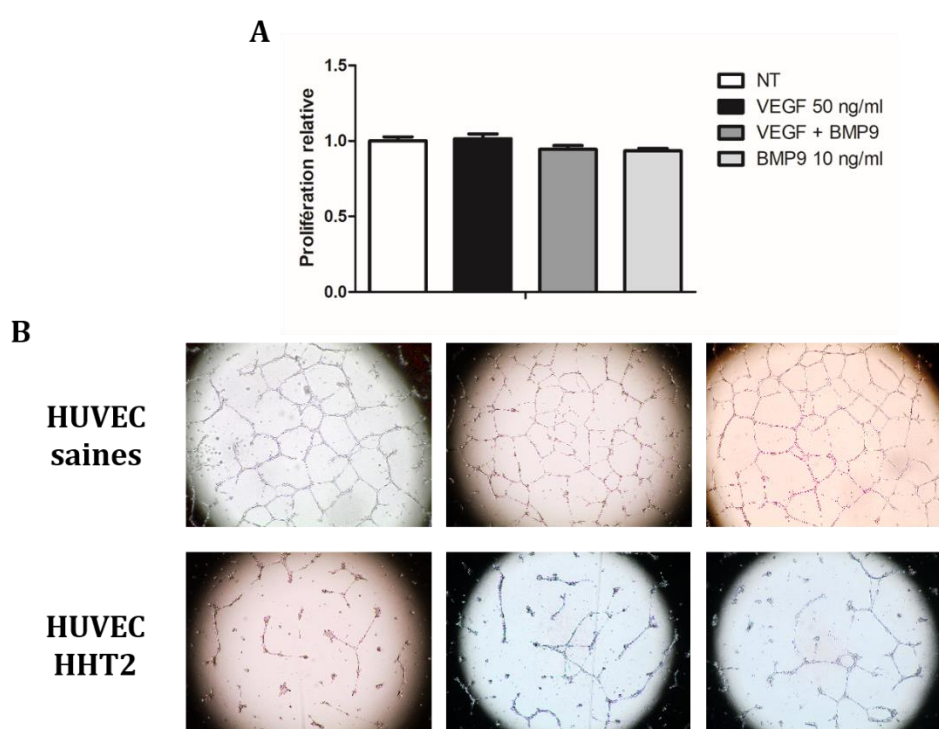 A
Prolifération relative
1.5
1.0
0.5
0.0
NT
VEGF 50 ng/ml
VEGF + BMP9
BMP9 10 ng/ml
B
HUVEC
saines
HUVEC
HHT2